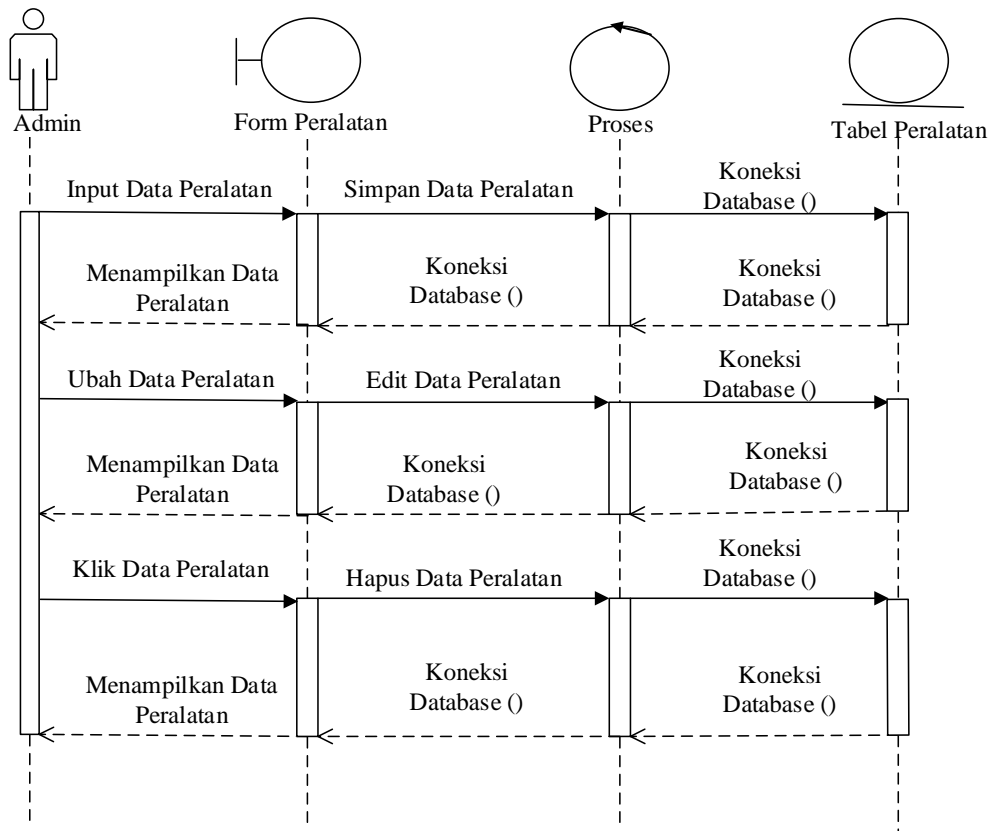 Admin
Form Peralatan
Proses
Tabel Peralatan
Input Data Peralatan
Simpan Data Peralatan
Koneksi
Database ()
Menampilkan Data
Peralatan
Koneksi
Database ()
Koneksi
Database ()
Ubah Data Peralatan
Edit Data Peralatan
Koneksi
Database ()
Menampilkan Data
Peralatan
Koneksi
Database ()
Koneksi
Database ()
Klik Data Peralatan
Hapus Data Peralatan
Koneksi
Database ()
Menampilkan Data
Peralatan
Koneksi
Database ()
Koneksi
Database ()